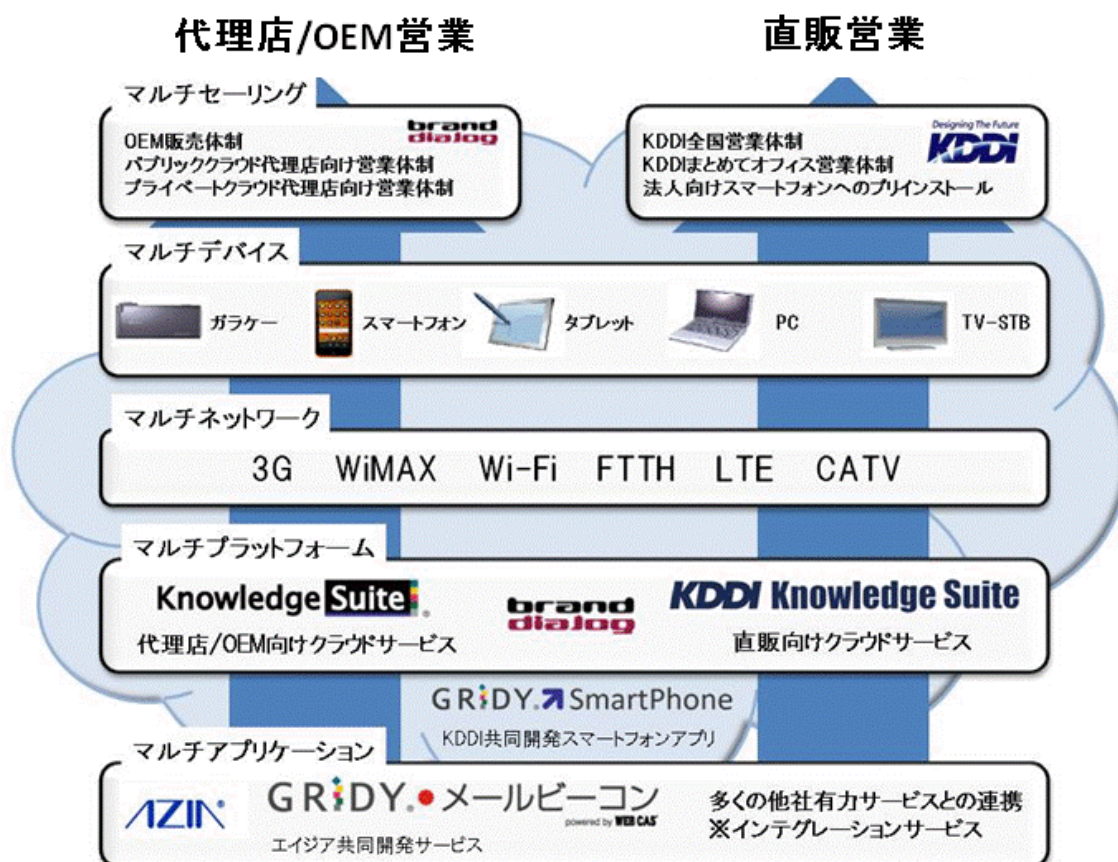 代理店/OEM営業
直販営業
マルチセーリング
OEM販売体制
パブリッククラウド代理店向け営業体制
プライベートクラウド代理店向け営業体制
brand
dialog
KDDI全国営業体制
KDDIまとめてオフィス営業体制
法人向けスマートフォンへのプリインストール
Designing The Future
KDDI
マルチデバイス
ガラケー
スマートフォン
タブレット
PC
TV-STB
マルチネットワーク
3G WiMAX Wi-Fi FTTH LTE CATV
マルチプラットフォーム
Knowledge Suite.
代理店/OEM向けクラウドサービス
brand
dialog
KDDI Knowledge Suite
直販向けクラウドサービス
GRiDY. SmartPhone
KDDI共同開発スマートフォンアプリ
マルチアプリケーション
AZIA
GRiDY.●メールビーコン
powered by WEB CAS
エイジア共同開発サービス
多くの他社有力サービスとの連携
※インテグレーションサービス